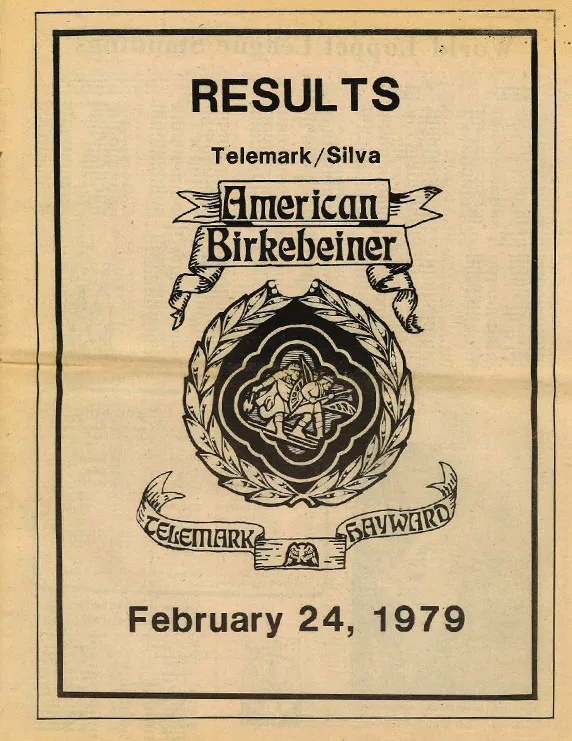 RESULTS
Telemark/Silva
American
Birkebeiner
TELEMARK HAYWARD
February 24, 1979